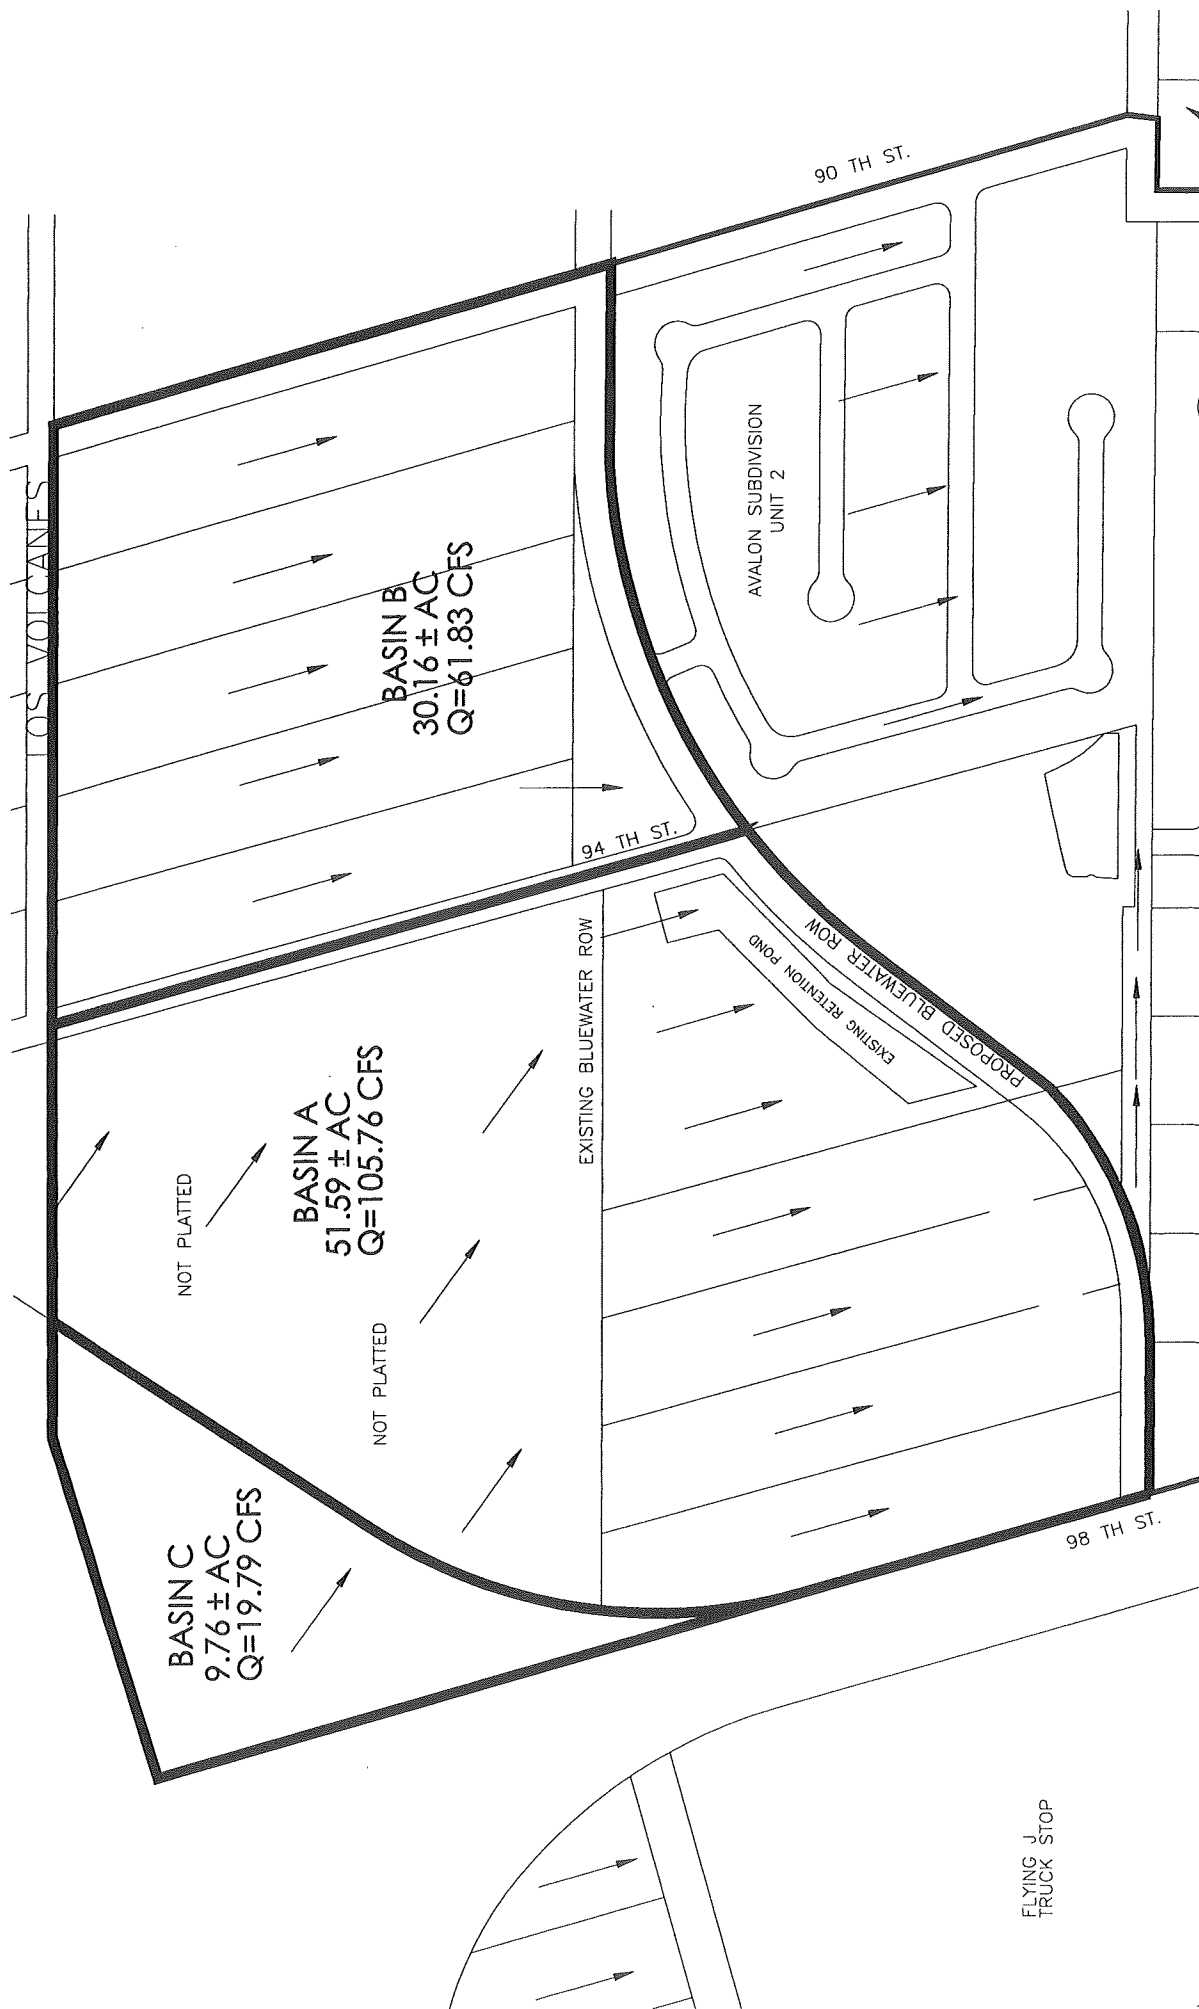 90 TH ST.
LOS VOLCANES
BASIN B
30.16 ± AC
Q=61.83 CFS
AVALON SUBDIVISION
UNIT 2
94 TH ST.
EXISTING BLUEWATER ROW
EXISTING RETENTION POND
PROPOSED BLUEWATER ROW
NOT PLATTED
BASIN A
51.59 ± AC
Q=105.76 CFS
NOT PLATTED
BASIN C
9.76 ± AC
Q=19.79 CFS
98 TH ST.
FLYING J
TRUCK STOP